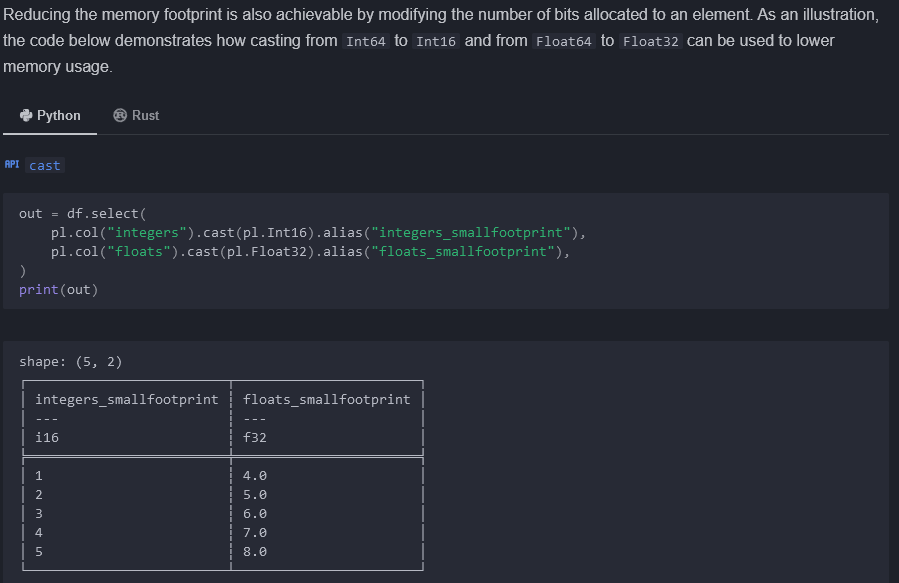 Reducing the memory footprint is also achievable by modifying the number of bits allocated to an element. As an illustration,
the code below demonstrates how casting from Int64 to Int16 and from Float64 to Float32 can be used to lower
memory usage.
Python Rust
API cast
out = df.select(
    pl.col("integers").cast(pl.Int16).alias("integers_smallfootprint"),
    pl.col("floats").cast(pl.Float32).alias("floats_smallfootprint"),
)
print(out)
shape: (5, 2)
integers_smallfootprint ┆ floats_smallfootprint
--- ┆ ---
i16 ┆ f32
1 ┆ 4.0
2 ┆ 5.0
3 ┆ 6.0
4 ┆ 7.0
5 ┆ 8.0